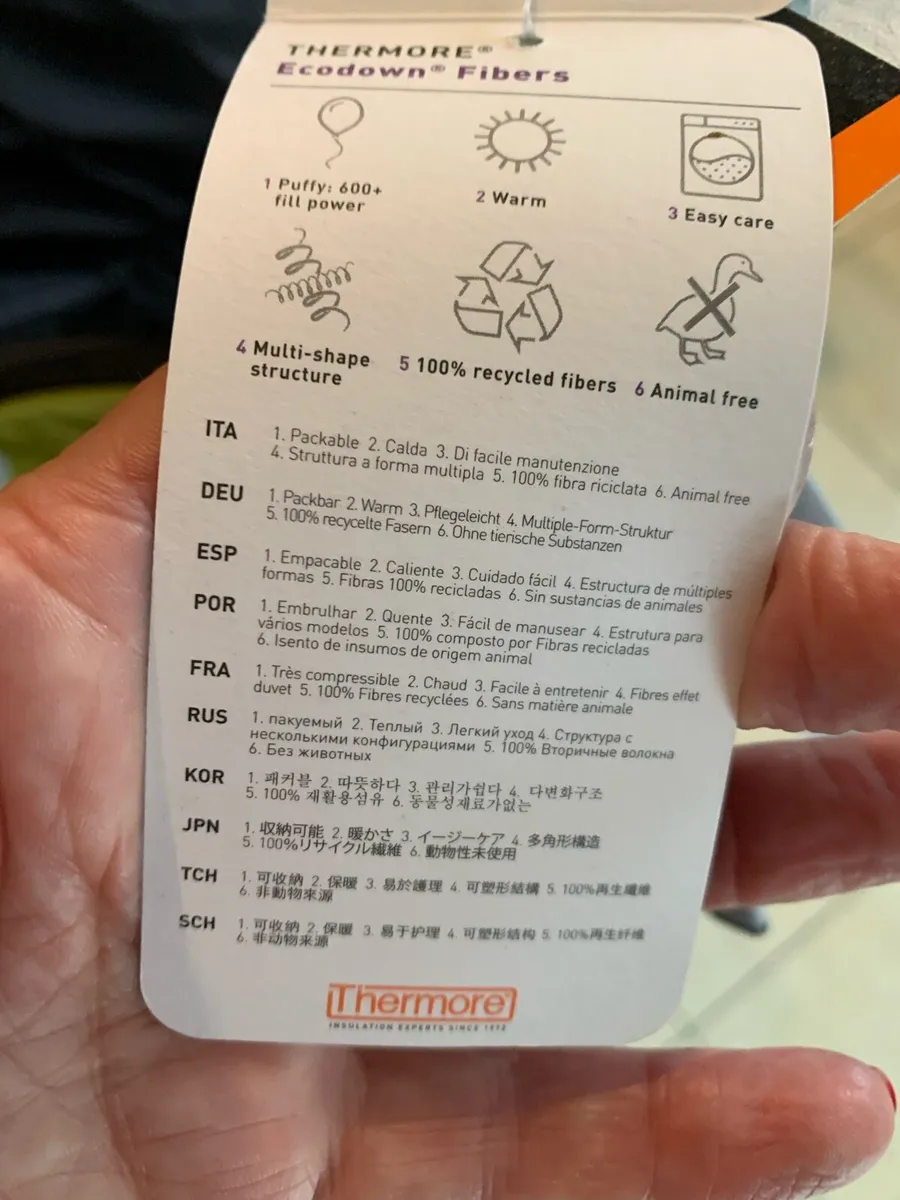 THERMORE®
Ecodown® Fibers
1 Puffy: 600+
fill power
2 Warm
3 Easy care
4 Multi-shape
structure
5 100% recycled fibers
6 Animal free
ITA 1. Packable 2. Calda 3. Di facile manutenzione
4. Struttura a forma multipla 5. 100% fibra riciclata 6. Animal free
DEU 1. Packbar 2. Warm 3. Pflegeleicht 4. Multiple-Form-Struktur
5. 100% recycelte Fasern 6. Ohne tierische Substanzen
ESP 1. Empacable 2. Caliente 3. Cuidado fácil 4. Estructura de múltiples
formas 5. Fibras 100% recicladas 6. Sin sustancias de animales
POR 1. Embrulhar 2. Quente 3. Fácil de manusear 4. Estrutura para
vários modelos 5. 100% composto por Fibras recicladas
6. Isento de insumos de origem animal
FRA 1. Très compressible 2. Chaud 3. Facile à entretenir 4. Fibres effet
duvet 5. 100% Fibres recyclées 6. Sans matière animale
RUS 1. пакуемый 2. Теплый 3. Легкий уход 4. Структура с
несколькими конфигурациями 5. 100% Вторичные волокна
6. Без животных
KOR 1. 패커블 2. 따뜻하다 3. 관리가쉽다 4. 다변화구조
5. 100% 재활용섬유 6. 동물성재료가없는
JPN 1. 収納可能 2. 暖かさ 3. イージーケア 4. 多角形構造
5. 100%リサイクル繊維 6. 動物性未使用
TCH 1. 可收納 2. 保暖 3. 易於護理 4. 可塑形結構 5. 100%再生纖維
6. 非動物来源
SCH 1. 可收纳 2. 保暖 3. 易于护理 4. 可塑形结构 5. 100%再生纤维
6. 非动物来源
Thermore
INSULATION EXPERTS SINCE 1972